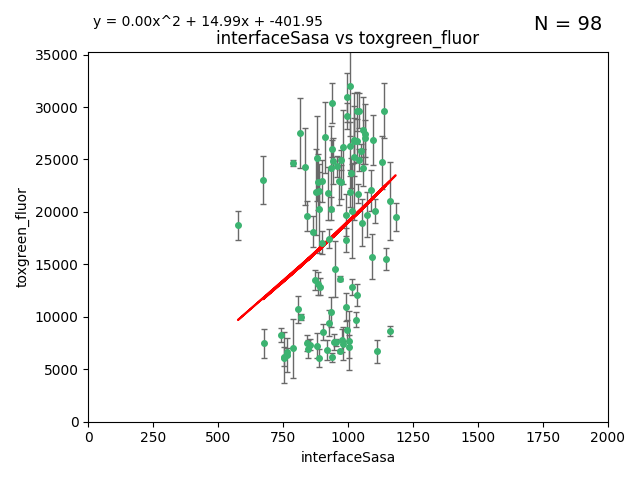 y = 0.00x^2 + 14.99x + -401.95
N = 98
interfaceSasa vs toxgreen_fluor
35000
30000
25000
20000
15000
10000
5000
0
toxgreen_fluor
0 250 500 750 1000 1250 1500 1750 2000
interfaceSasa